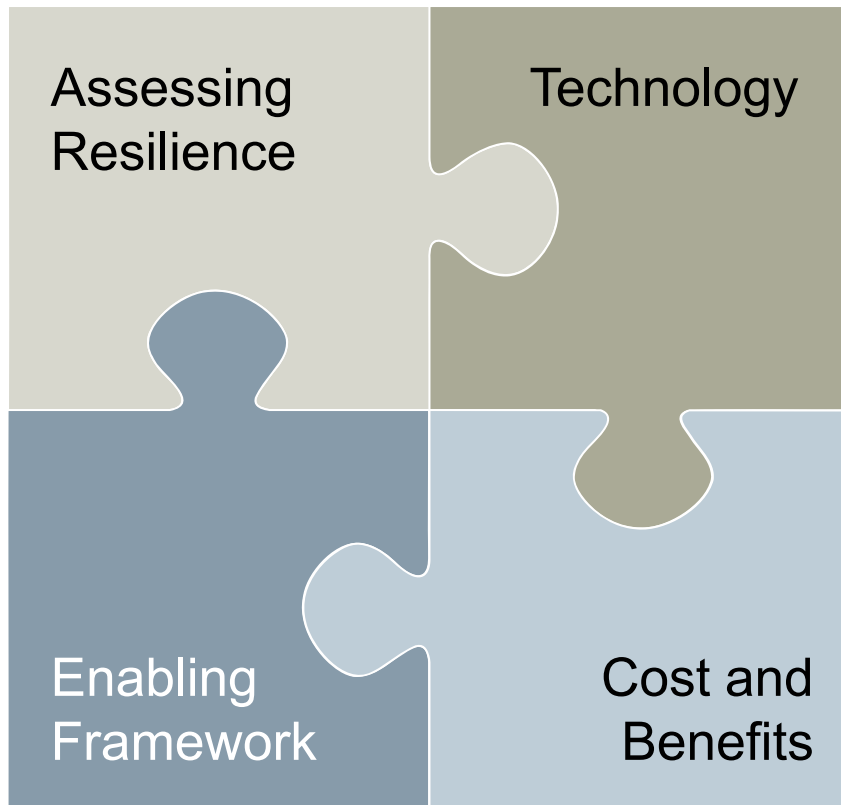 Assessing
Resilience
Technology
Enabling
Framework
Cost and
Benefits